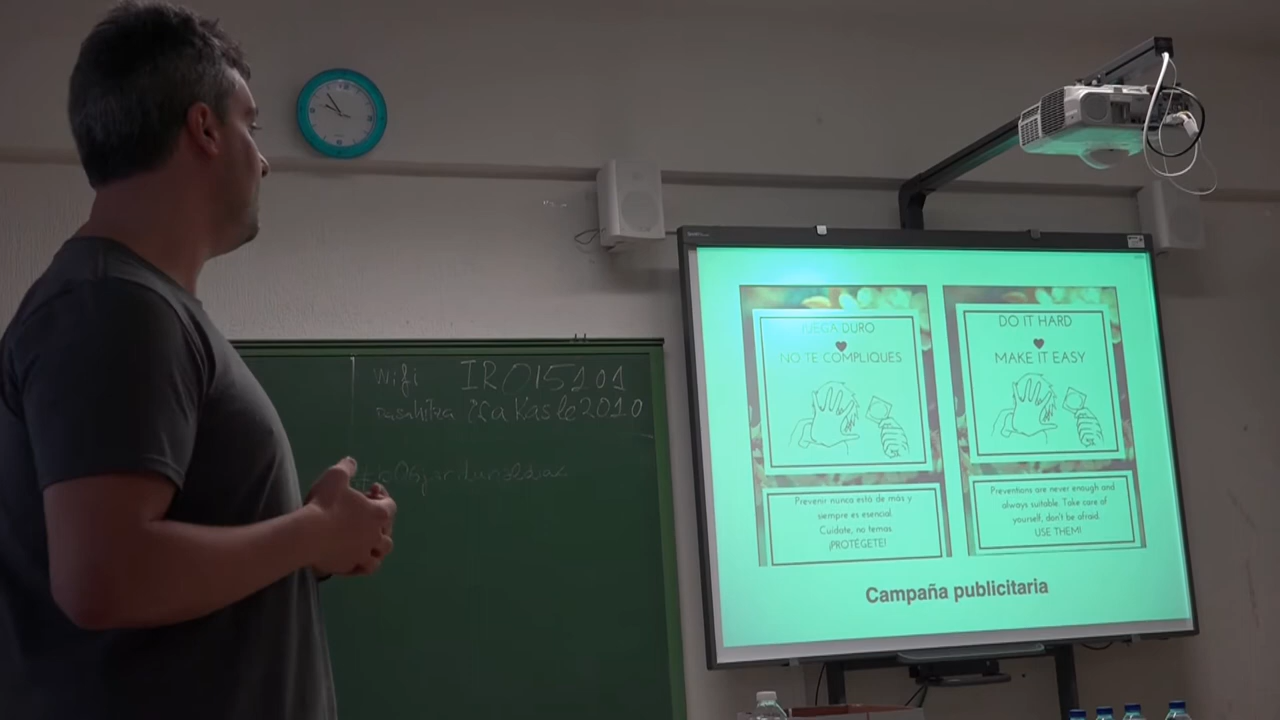 Wifi IRO15101
pasahitza
JUEGA DURO
NO TE COMPLIQUES
Prevenir nunca está de más y
siempre es esencial.
Cuídate, no temas.
¡PROTÉGETE!
DO IT HARD
MAKE IT EASY
Preventions are never enough and
always suitable. Take care of
yourself, don't be afraid.
USE THEM!
Campaña publicitaria